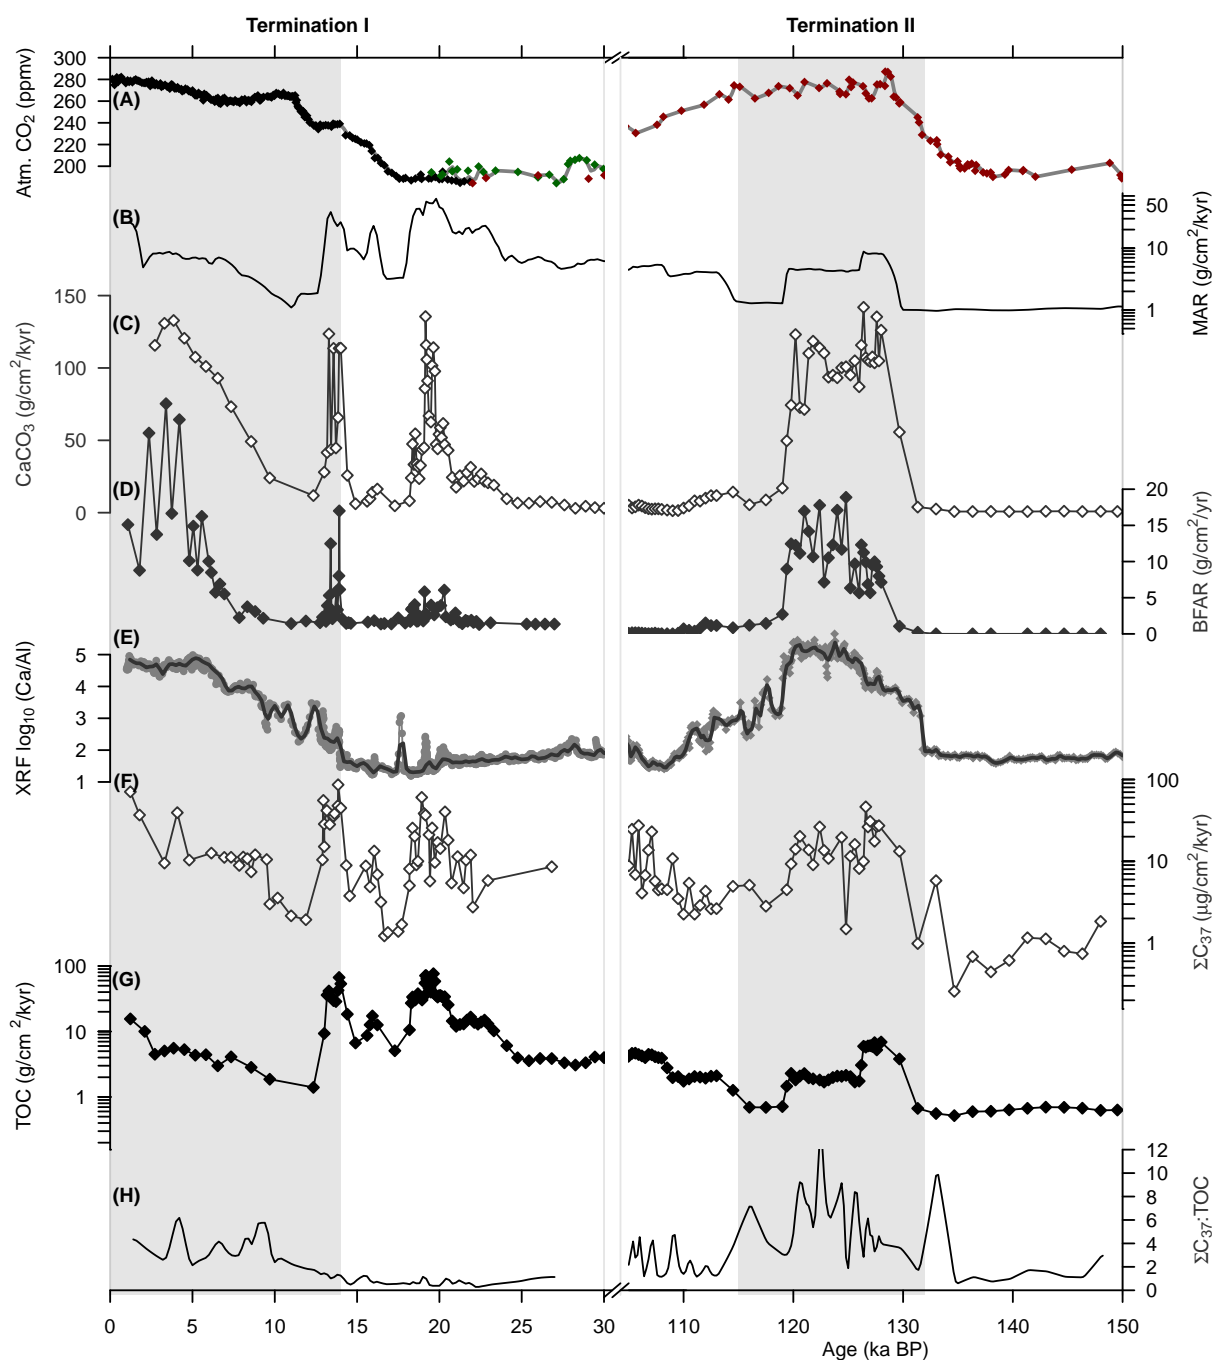 Termination I
Termination II
(A)
Atm. CO2 (ppmv)
300
280
260
240
220
200
(B)
MAR (g/cm2/kyr)
50
10
1
(C)
CaCO3 (g/cm2/kyr)
150
100
50
0
(D)
BFAR (g/cm2/yr)
20
15
10
5
0
(E)
XRF log10 (Ca/Al)
5
4
3
2
1
(F)
ΣC37 (µg/cm2/kyr)
100
10
1
(G)
TOC (g/cm2/kyr)
100
10
1
(H)
ΣC37:TOC
12
10
8
6
4
2
0
0 5 10 15 20 25 30 110 120 130 140 150
Age (ka BP)